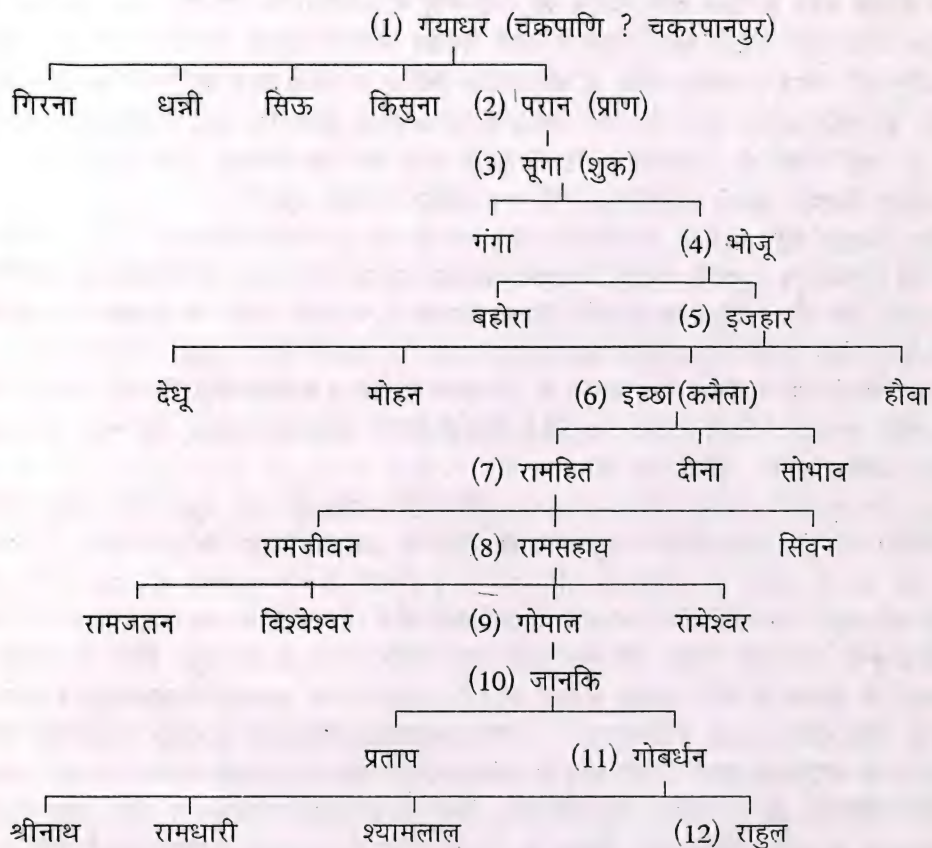 (1) गयाधर (चक्रपाणि ? चकरपानपुर)
गिरना धन्नी सिऊ किसुना (2) परान (प्राण)
(3) सूगा (शुक)
गंगा (4) भोजू
बहोरा (5) इजहार
देधू मोहन (6) इच्छा (कनैला) हौवा
(7) रामहित दीना सोभाव
रामजीवन (8) रामसहाय सिवन
रामजतन विश्वेश्वर (9) गोपाल रामेश्वर
(10) जानकि
प्रताप (11) गोबर्धन
श्रीनाथ रामधारी श्यामलाल (12) राहुल